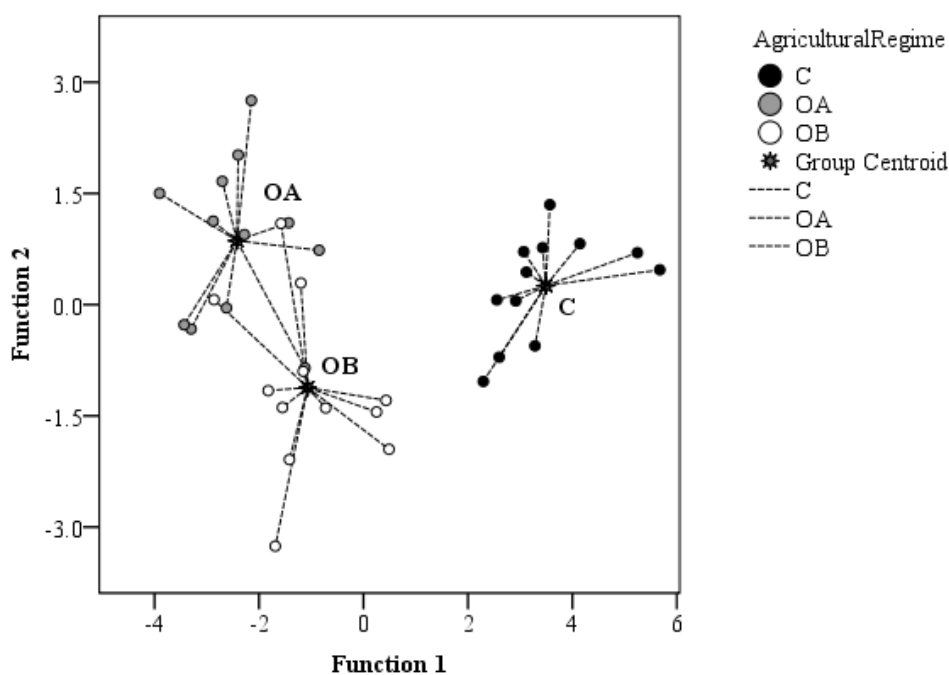 AgriculturalRegime
C
OA
OB
Group Centroid
C
OA
OB
3.0
1.5
0.0
-1.5
-3.0
Function 2
OA
C
OB
-4
-2
0
2
4
6
Function 1